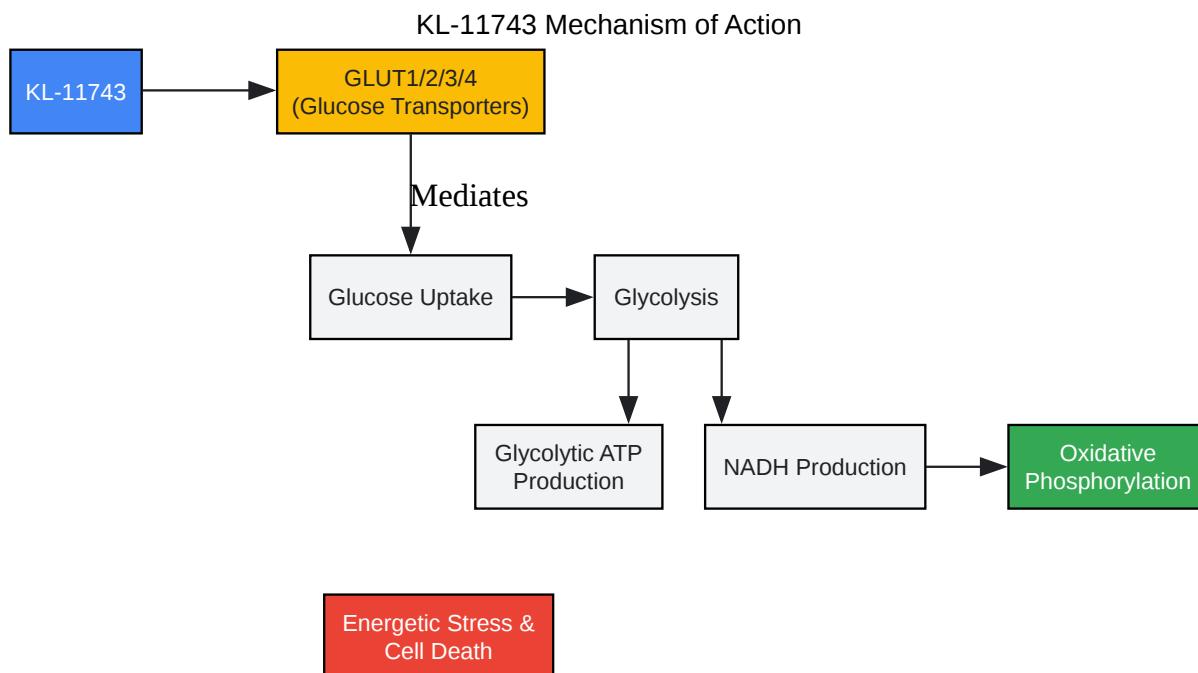 KL-11743 Mechanism of Action
KL-11743
GLUT1/2/3/4
(Glucose Transporters)
Mediates
Glucose Uptake
Glycolysis
Glycolytic ATP
Production
NADH Production
Oxidative
Phosphorylation
Energetic Stress &
Cell Death